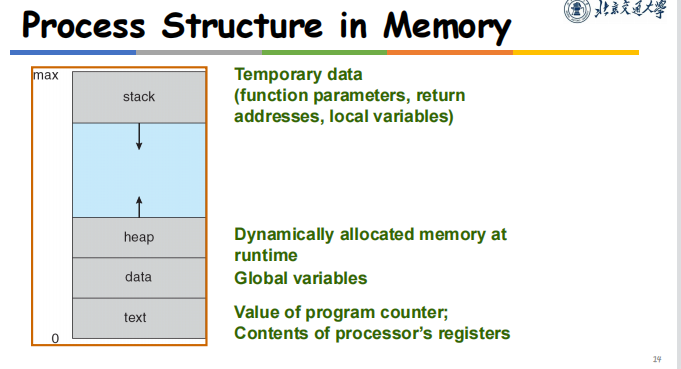 Process Structure in Memory
北京交通大学
max
stack
Temporary data
(function parameters, return
addresses, local variables)
heap
Dynamically allocated memory at
runtime
data
Global variables
text
Value of program counter;
Contents of processor's registers
0
14